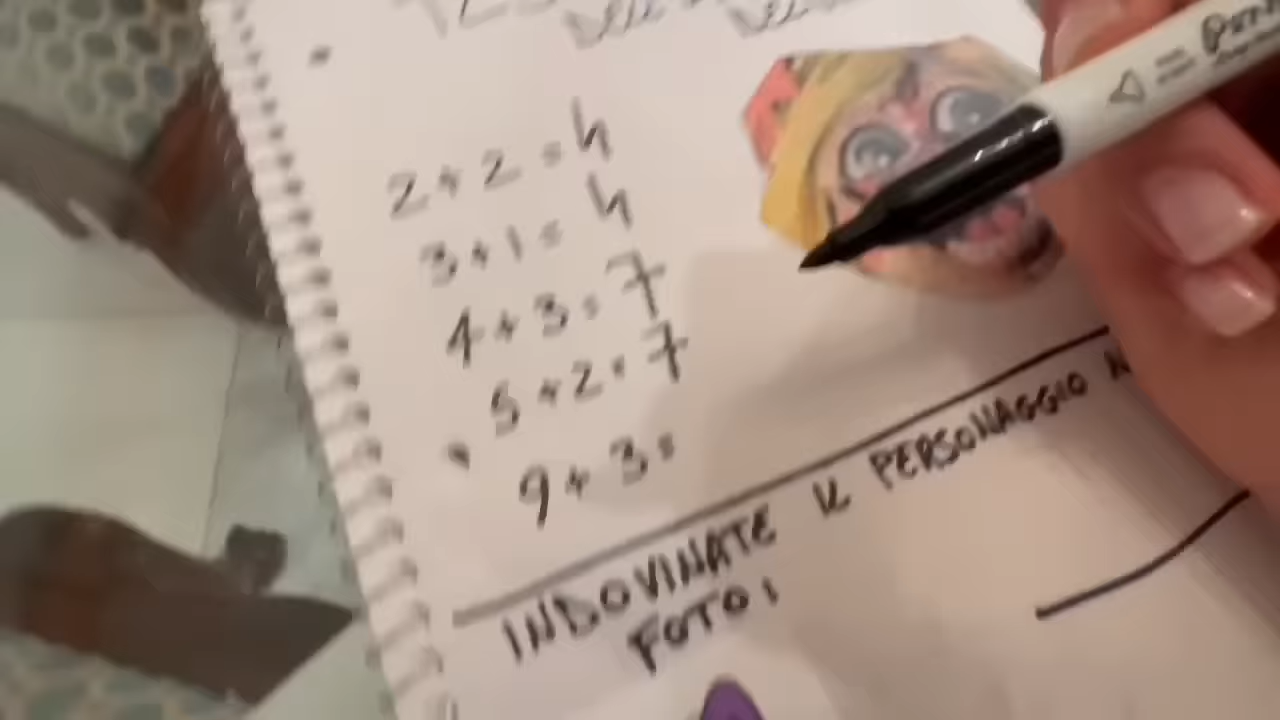 2+2=4
3+1=4
4+3=7
5+2=7
9+3=
INDOVINATE IL PERSONAGGIO
FOTO: